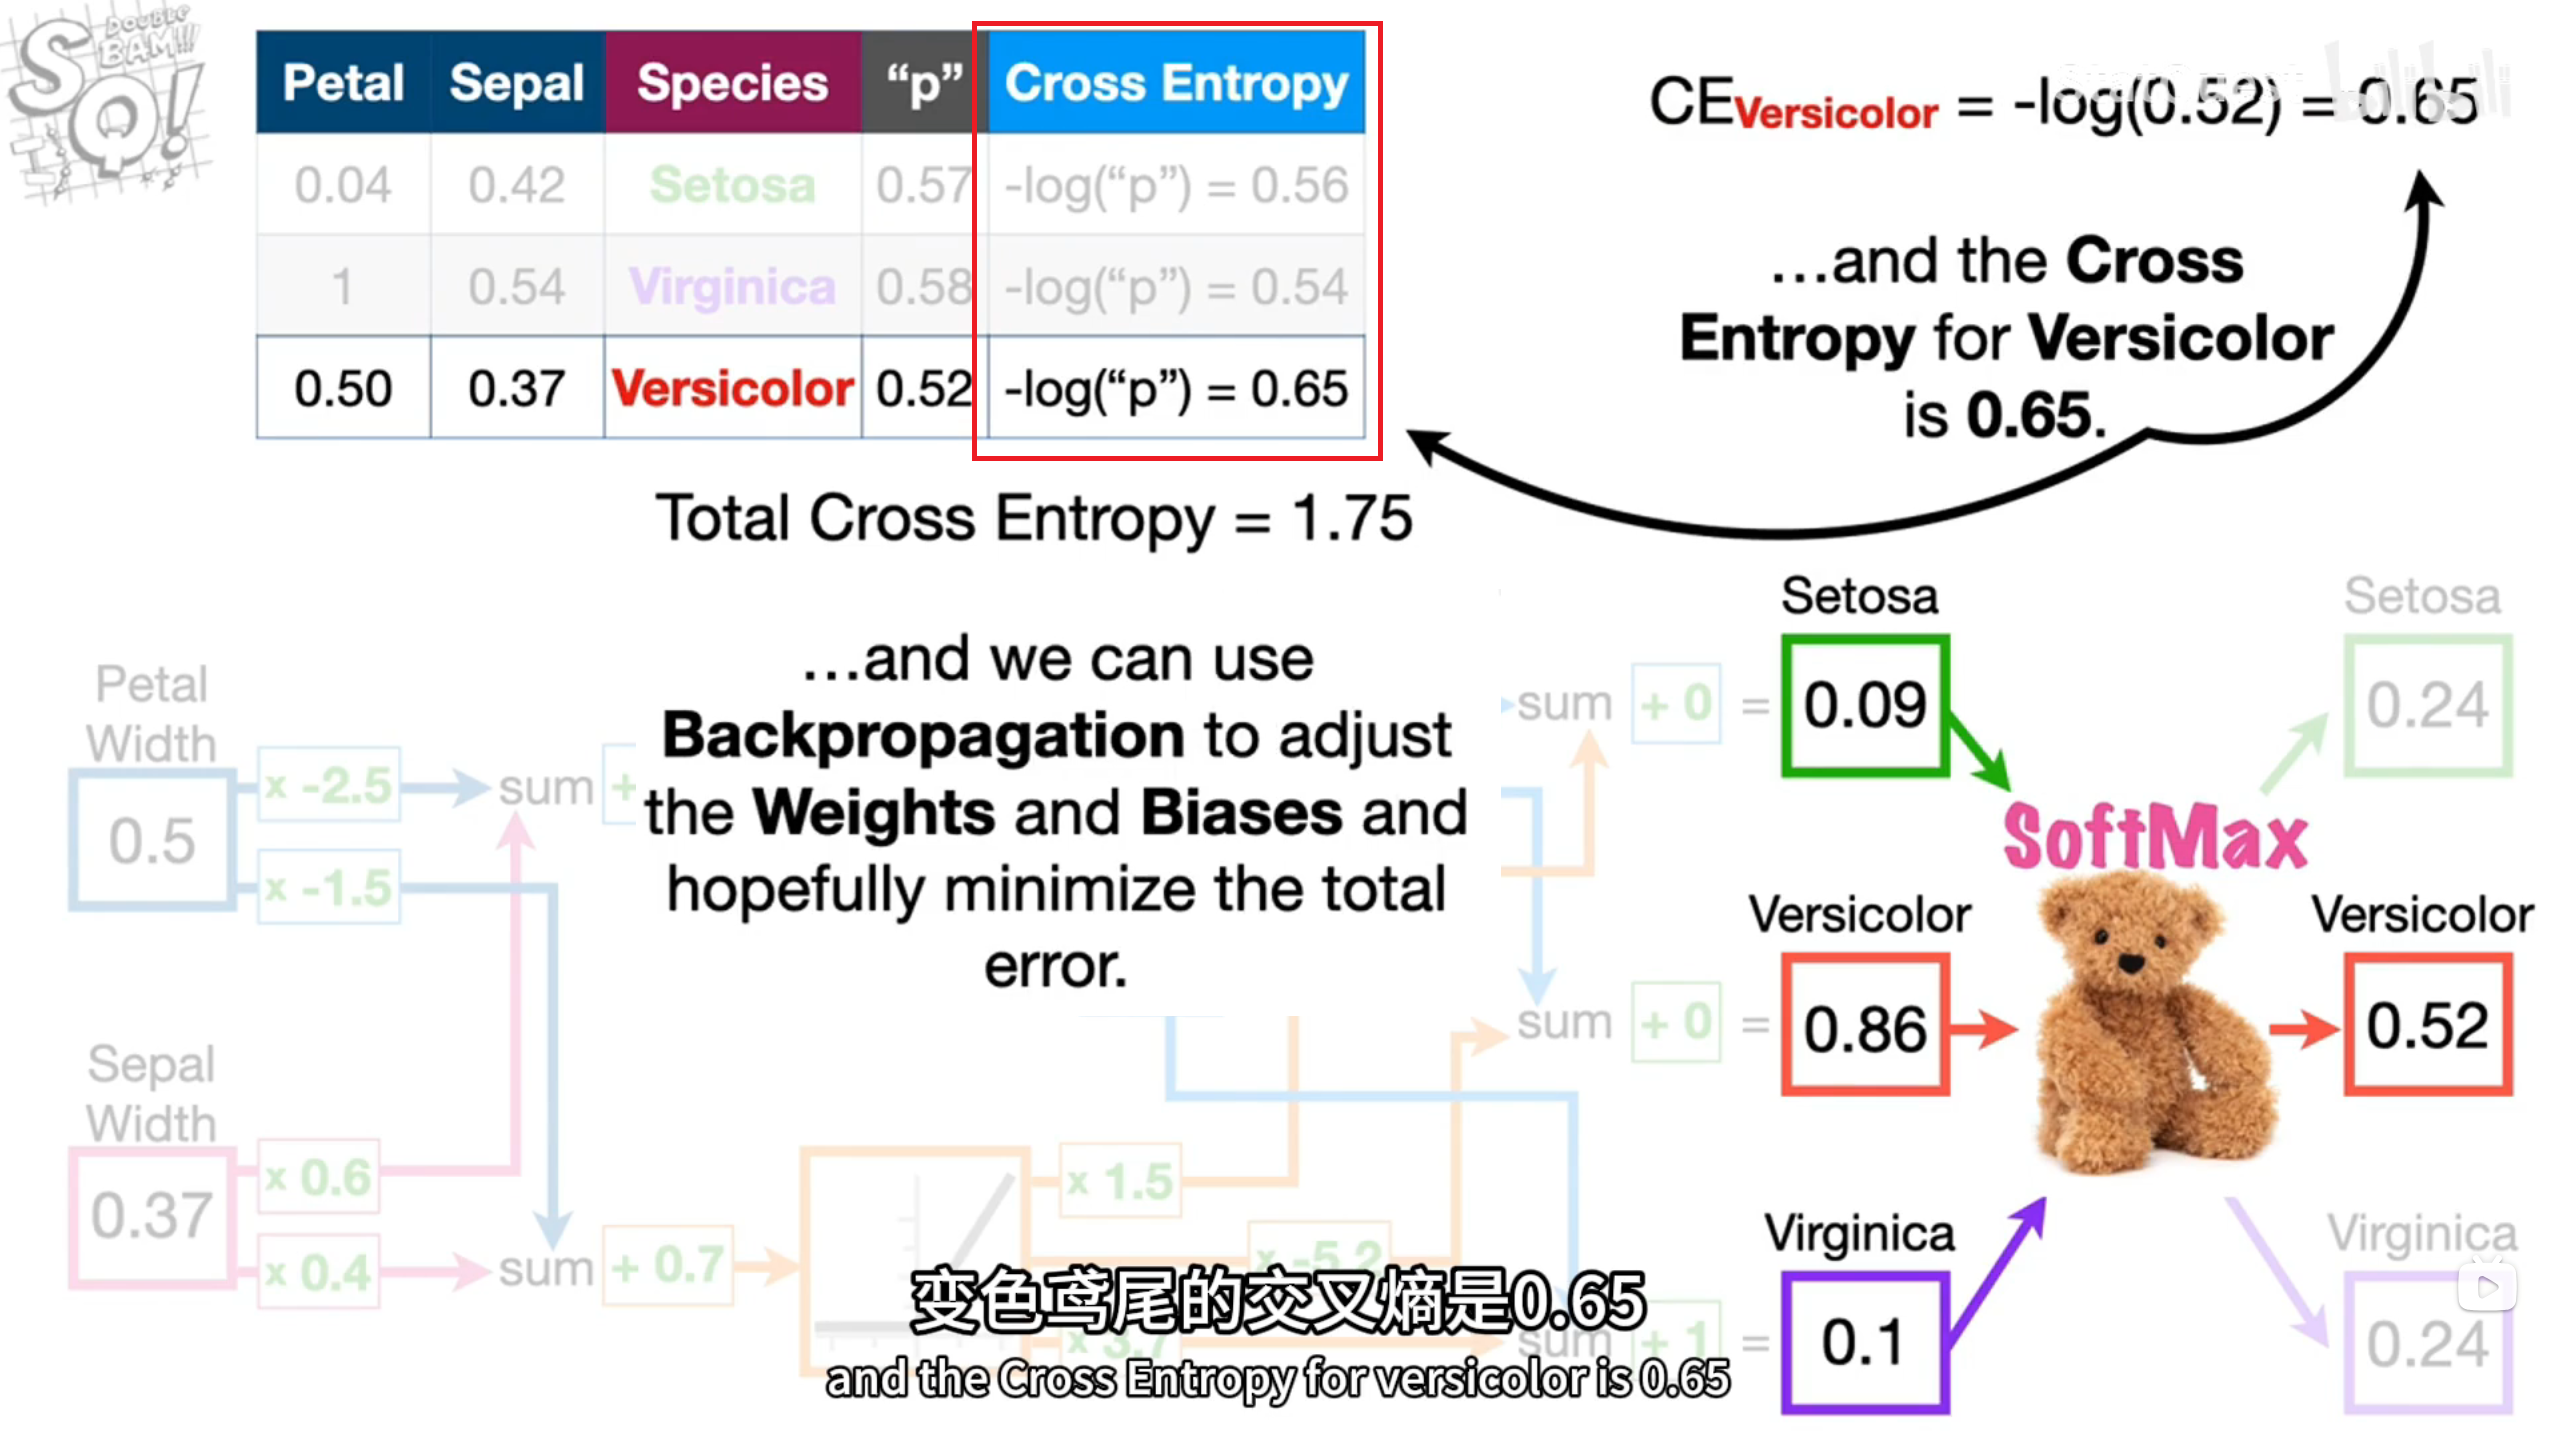 DOUBLE
BAM!!!
SQ!
Petal Sepal Species “p” Cross Entropy
0.04 0.42 Setosa 0.57 -log(“p”) = 0.56
1 0.54 Virginica 0.58 -log(“p”) = 0.54
0.50 0.37 Versicolor 0.52 -log(“p”) = 0.65
CEVersicolor = -log(0.52) = 0.65
...and the Cross
Entropy for Versicolor
is 0.65.
Total Cross Entropy = 1.75
...and we can use
Backpropagation to adjust
the Weights and Biases and
hopefully minimize the total
error.
Petal
Width
0.5
x -2.5
sum
+
x -1.5
Sepal
Width
0.37
x 0.6
x 0.4
sum
+ 0.7
x 1.5
x -5.2
x 3.7
sum + 0 =
Setosa
0.09
sum + 0 =
Versicolor
0.86
sum + 1 =
Virginica
0.1
SoftMax
Setosa
0.24
Versicolor
0.52
Virginica
0.24
变色鸢尾的交叉熵是0.65
and the Cross Entropy for versicolor is 0.65